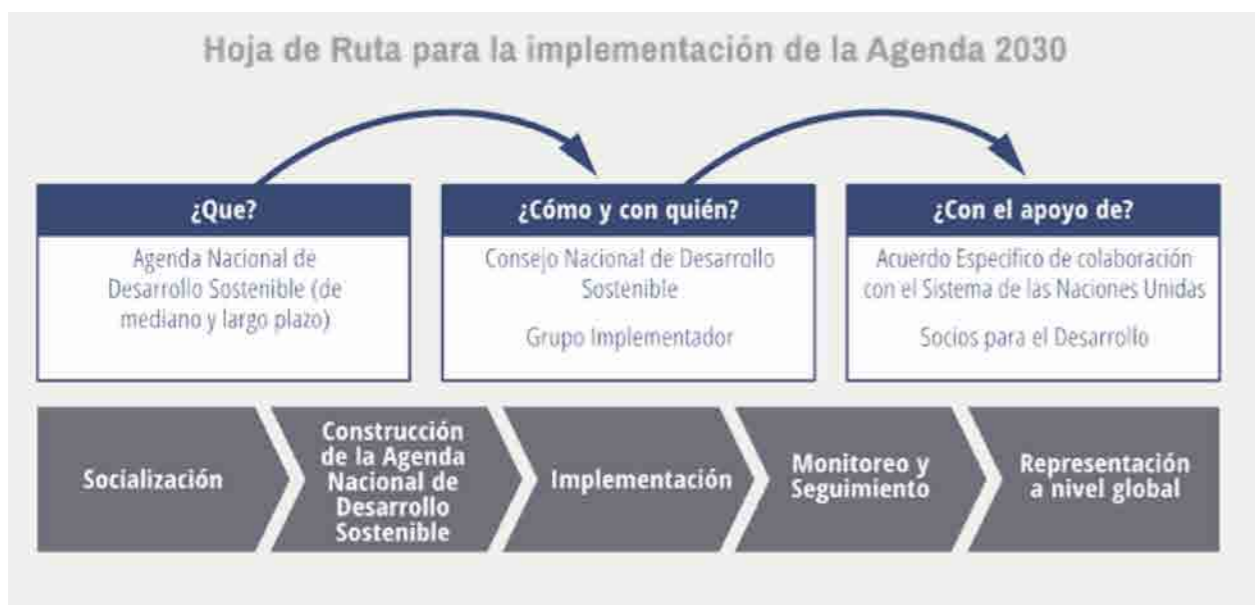 Hoja de Ruta para la implementación de la Agenda 2030
¿Que?
Agenda Nacional de
Desarrollo Sostenible (de
mediano y largo plazo)
¿Cómo y con quién?
Consejo Nacional de Desarrollo
Sostenible
Grupo Implementador
¿Con el apoyo de?
Acuerdo Especifico de colaboración
con el Sistema de las Naciones Unidas
Socios para el Desarrollo
Socialización
Construcción
de la Agenda
Nacional de
Desarrollo
Sostenible
Implementación
Monitoreo y
Seguimiento
Representación
a nivel global